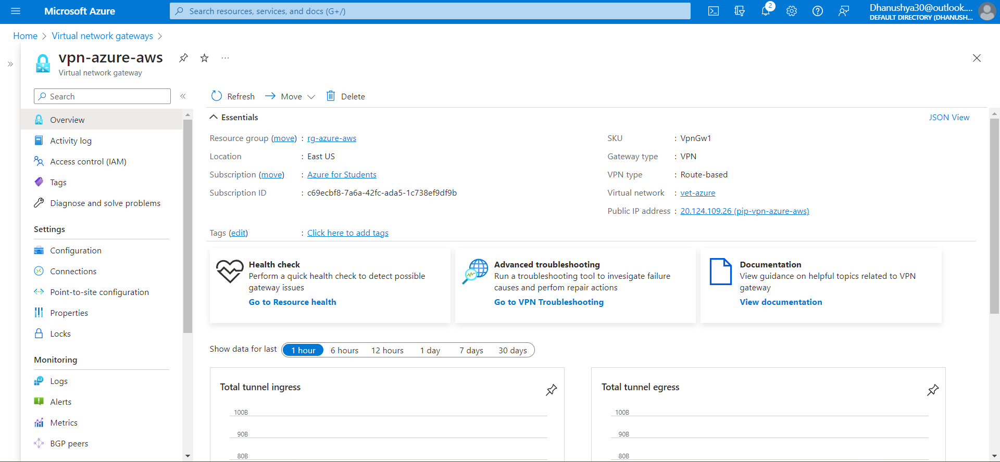 Microsoft Azure
Search resources, services, and docs (G+/)
2
Dhanushya30@outlook....
DEFAULT DIRECTORY (DHANUSH...
Home > Virtual network gateways >
vpn-azure-aws
Virtual network gateway
Search
Overview
Activity log
Access control (IAM)
Tags
Diagnose and solve problems
Settings
Configuration
Connections
Point-to-site configuration
Properties
Locks
Monitoring
Logs
Alerts
Metrics
BGP peers
Refresh
Move
Delete
Essentials
JSON View
Resource group (move) : rg-azure-aws
Location : East US
Subscription (move) : Azure for Students
Subscription ID : c69ecbf8-7a6a-42fc-ada5-1c738ef9df9b
SKU : VpnGw1
Gateway type : VPN
VPN type : Route-based
Virtual network : vet-azure
Public IP address : 20.124.109.26 (pip-vpn-azure-aws)
Tags (edit) : Click here to add tags
Health check
Perform a quick health check to detect possible
gateway issues
Go to Resource health
Advanced troubleshooting
Run a troubleshooting tool to invesigate failure
causes and perfom repair actions
Go to VPN Troubleshooting
Documentation
View guidance on helpful topics related to VPN
gateway
View documentation
Show data for last 1 hour 6 hours 12 hours 1 day 7 days 30 days
Total tunnel ingress
100B
90B
80B
Total tunnel egress
100B
90B
80B